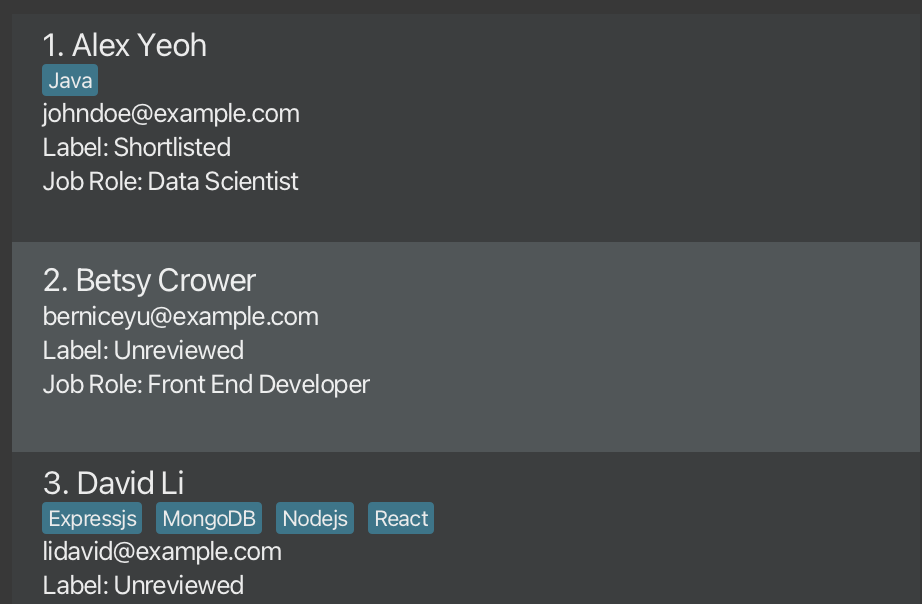 1. Alex Yeoh
Java
johndoe@example.com
Label: Shortlisted
Job Role: Data Scientist
2. Betsy Crower
berniceyu@example.com
Label: Unreviewed
Job Role: Front End Developer
3. David Li
Expressjs MongoDB Nodejs React
lidavid@example.com
Label: Unreviewed